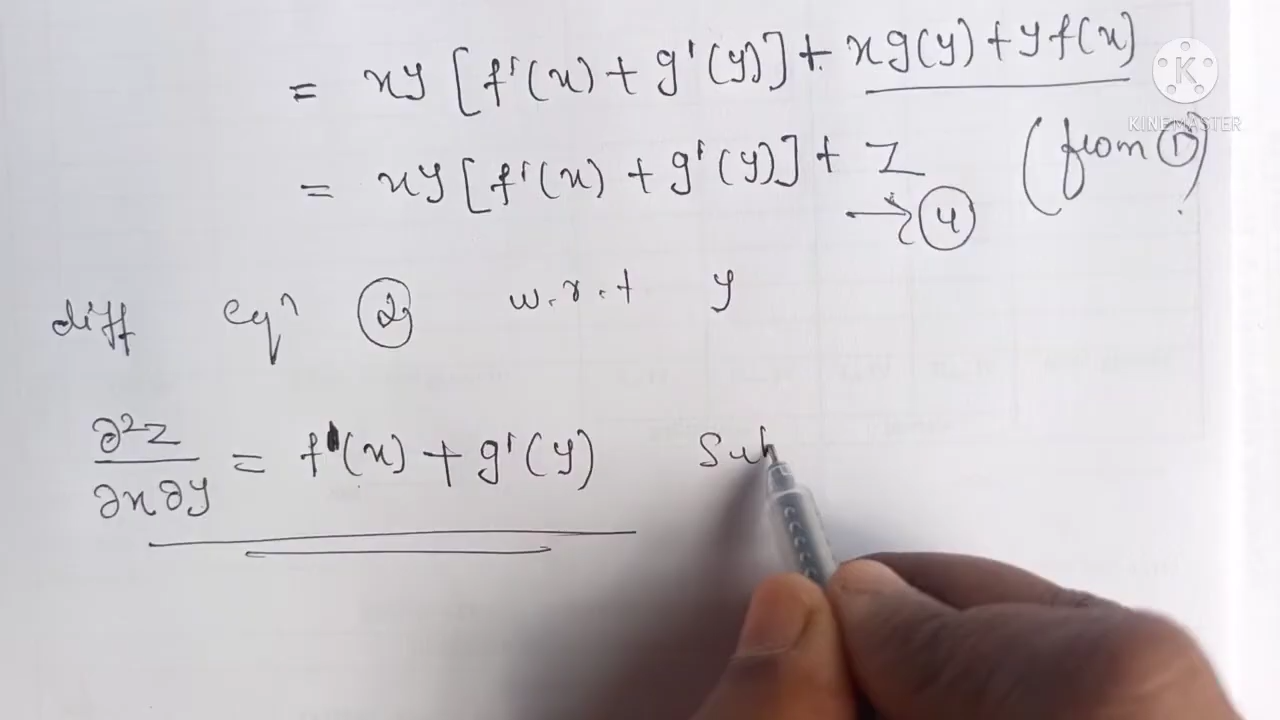 = xy [f'(x) + g'(y)] + xg(y) + yf(x)
KINEMASTER
= xy [f'(x) + g'(y)] + z (from ①)
→ ④
diff eqⁿ ② w.r.t y
∂²z/∂x∂y = f'(x) + g'(y) Sub